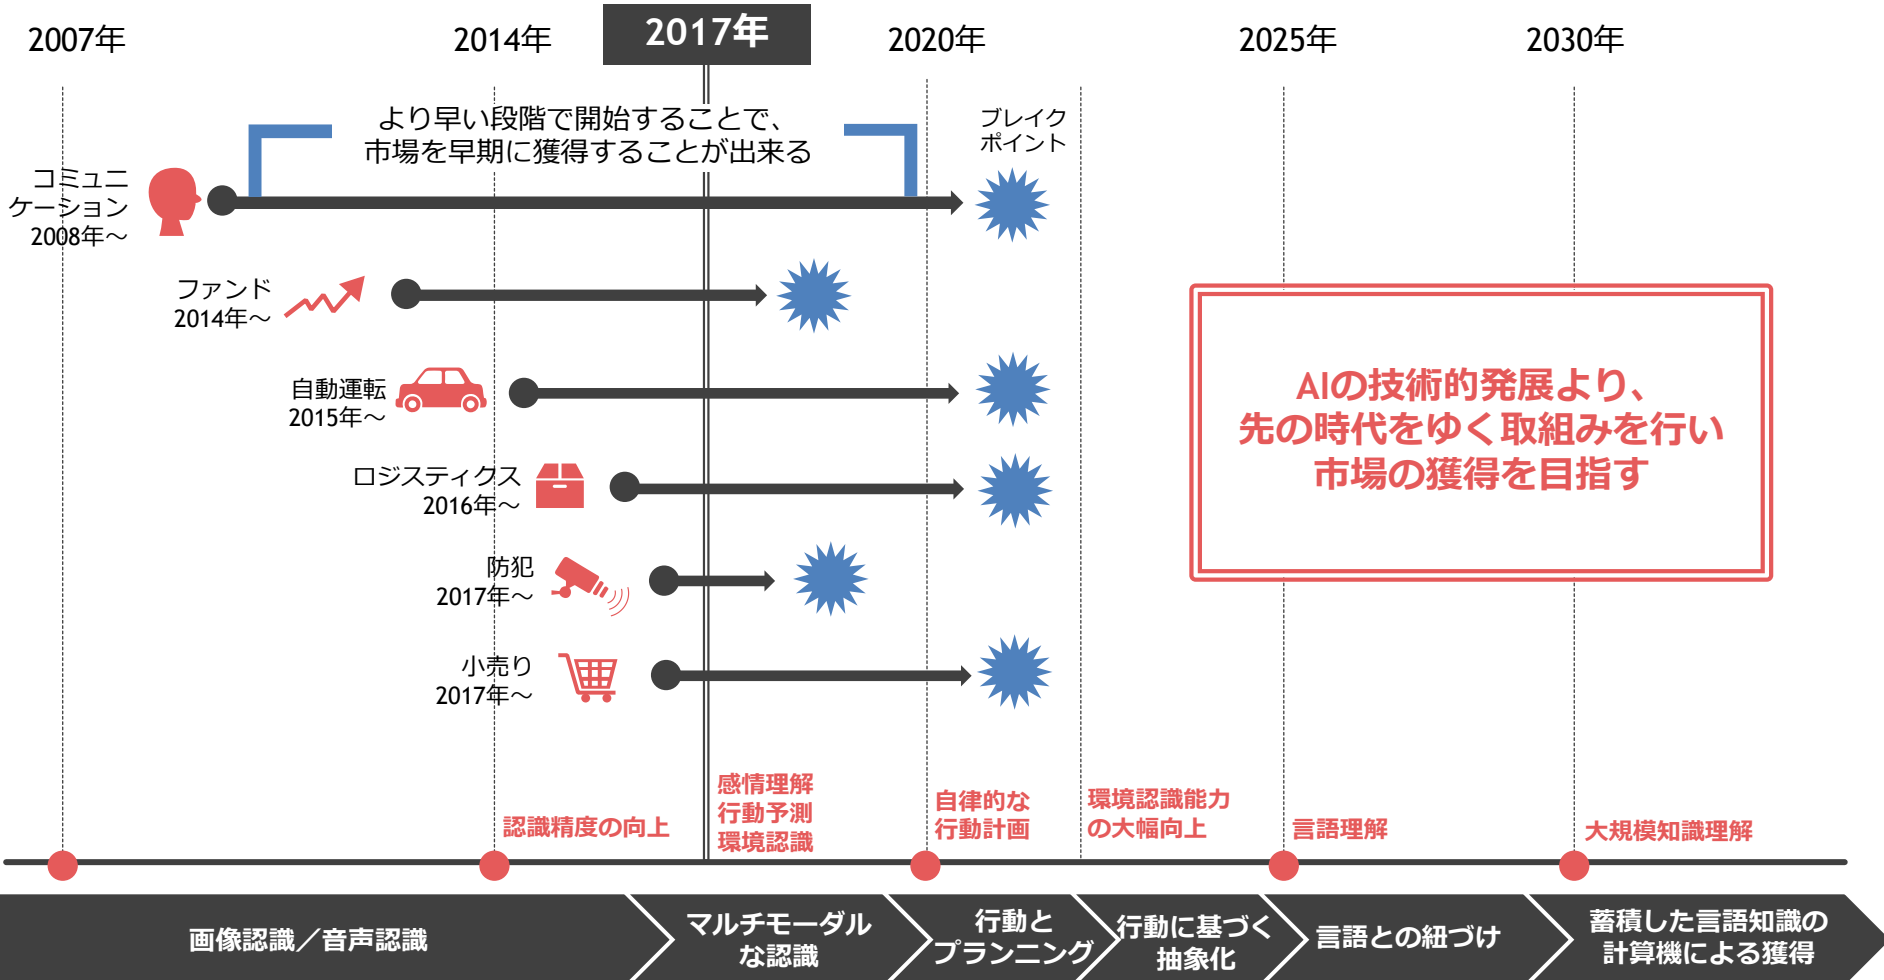 2007年
2014年
2017年
2020年
2025年
2030年
より早い段階で開始することで、
市場を早期に獲得することが出来る
ブレイク
ポイント
コミュニ
ケーション
2008年～
ファンド
2014年～
自動運転
2015年～
ロジスティクス
2016年～
防犯
2017年～
小売り
2017年～
AIの技術的発展より、
先の時代をゆく取組みを行い
市場の獲得を目指す
認識精度の向上
感情理解
行動予測
環境認識
自律的な
行動計画
環境認識能力
の大幅向上
言語理解
大規模知識理解
画像認識／音声認識
マルチモーダル
な認識
行動と
プランニング
行動に基づく
抽象化
言語との紐づけ
蓄積した言語知識の
計算機による獲得